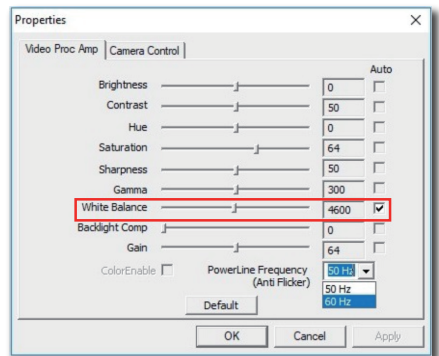 Properties
Video Proc Amp Camera Control
Auto
Brightness 0
Contrast 50
Hue 0
Saturation 64
Sharpness 50
Gamma 300
White Balance 4600
Backlight Comp 0
Gain 64
ColorEnable PowerLine Frequency 50 Hz
(Anti Flicker)
50 Hz
60 Hz
Default
OK Cancel Apply